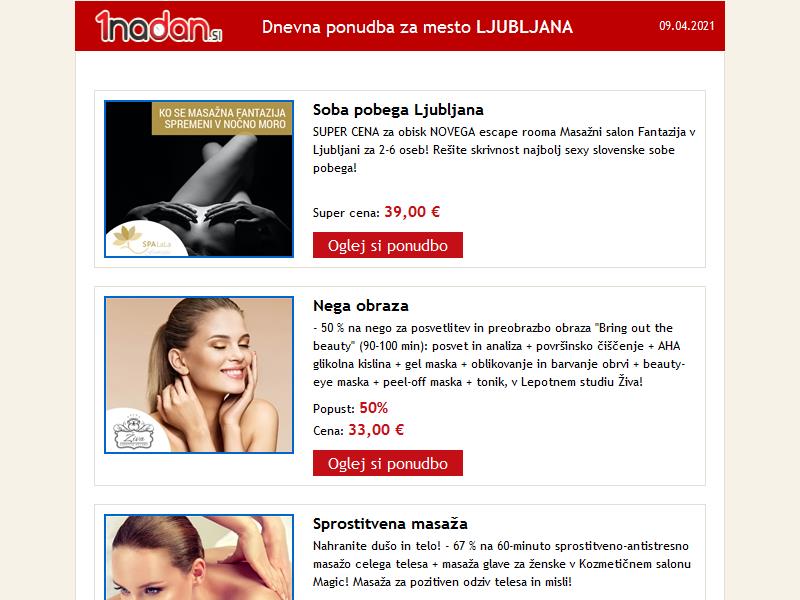 1nadan.si
Dnevna ponudba za mesto LJUBLJANA
09.04.2021
KO SE MASAŽNA FANTAZIJA
SPREMENI V NOČNO MORO
SPALaLa
Soba pobega Ljubljana
SUPER CENA za obisk NOVEGA escape rooma Masažni salon Fantazija v
Ljubljani za 2-6 oseb! Rešite skrivnost najbolj sexy slovenske sobe
pobega!
Super cena: 39,00 €
Oglej si ponudbo
Živa
Nega obraza
- 50 % na nego za posvetlitev in preobrazbo obraza "Bring out the
beauty" (90-100 min): posvet in analiza + površinsko čiščenje + AHA
glikolna kislina + gel maska + oblikovanje in barvanje obrvi + beauty-
eye maska + peel-off maska + tonik, v Lepotnem studiu Živa!
Popust: 50%
Cena: 33,00 €
Oglej si ponudbo
Sprostitvena masaža
Nahranite dušo in telo! - 67 % na 60-minuto sprostitveno-antistresno
masažo celega telesa + masaža glave za ženske v Kozmetičnem salonu
Magic! Masaža za pozitiven odziv telesa in misli!